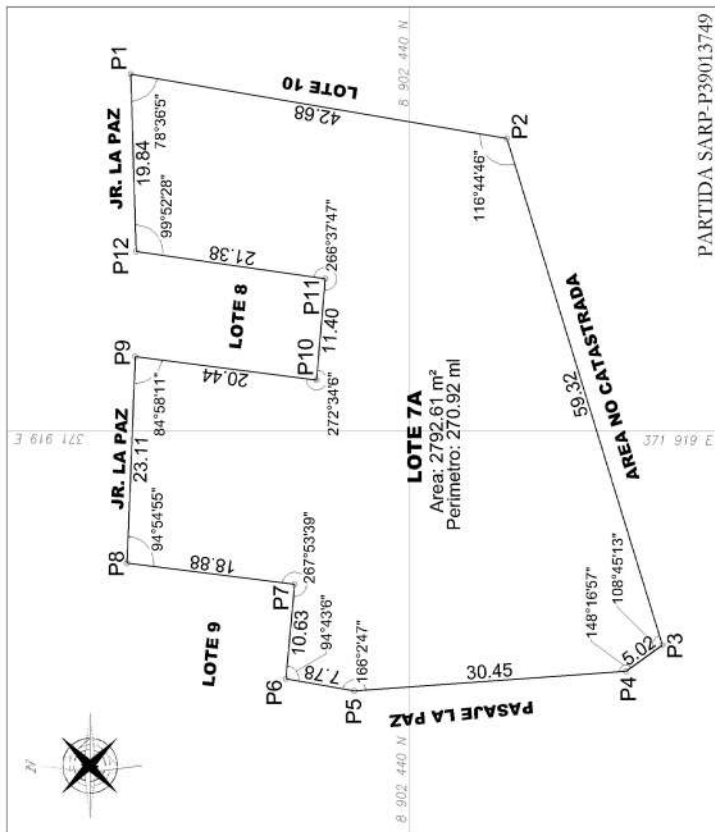 N
371 919 E
371 919 E
8 902 440 N
8 902 440 N
P1
P2
P3
P4
P5
P6
P7
P8
P9
P10
P11
P12
JR. LA PAZ
19.84
78°36'5"
99°52'28"
LOTE 10
42.68
116°44'46"
21.38
266°37'47"
LOTE 8
11.40
20.44
272°34'6"
JR. LA PAZ
23.11
84°58'11"
94°54'55"
18.88
267°53'39"
LOTE 9
10.63
94°43'6"
7.78
166°2'47"
PASAJE LA PAZ
30.45
148°16'57"
5.02
108°45'13"
59.32
AREA NO CATASTRADA
LOTE 7A
Area: 2792.61 m²
Perimetro: 270.92 ml
PARTIDA SARP-P39013749